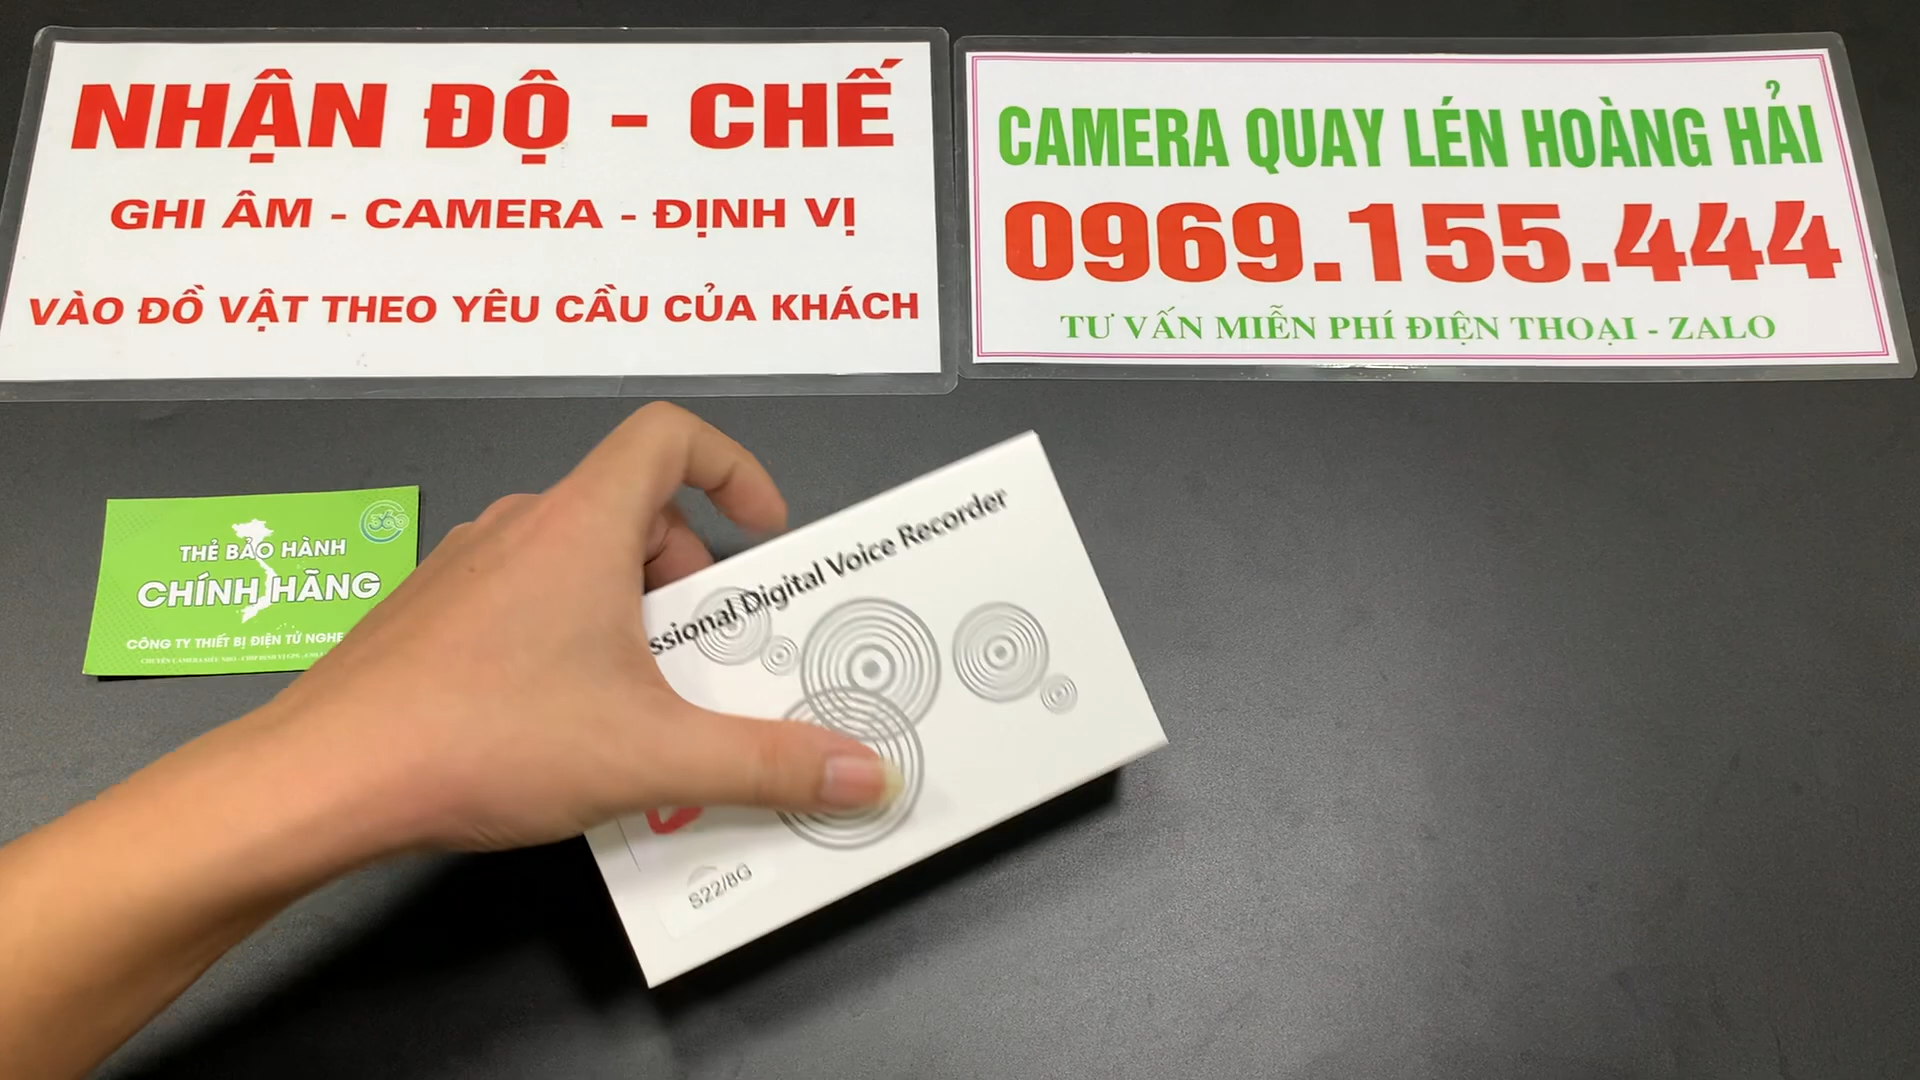 NHẬN ĐỘ - CHẾ
GHI ÂM - CAMERA - ĐỊNH VỊ
VÀO ĐỒ VẬT THEO YÊU CẦU CỦA KHÁCH
CAMERA QUAY LÉN HOÀNG HẢI
0969.155.444
TƯ VẤN MIỄN PHÍ ĐIỆN THOẠI - ZALO
360
THẺ BẢO HÀNH
CHÍNH HÃNG
CÔNG TY THIẾT BỊ ĐIỆN TỬ NGHE
ssional Digital Voice Recorder
S22/8G